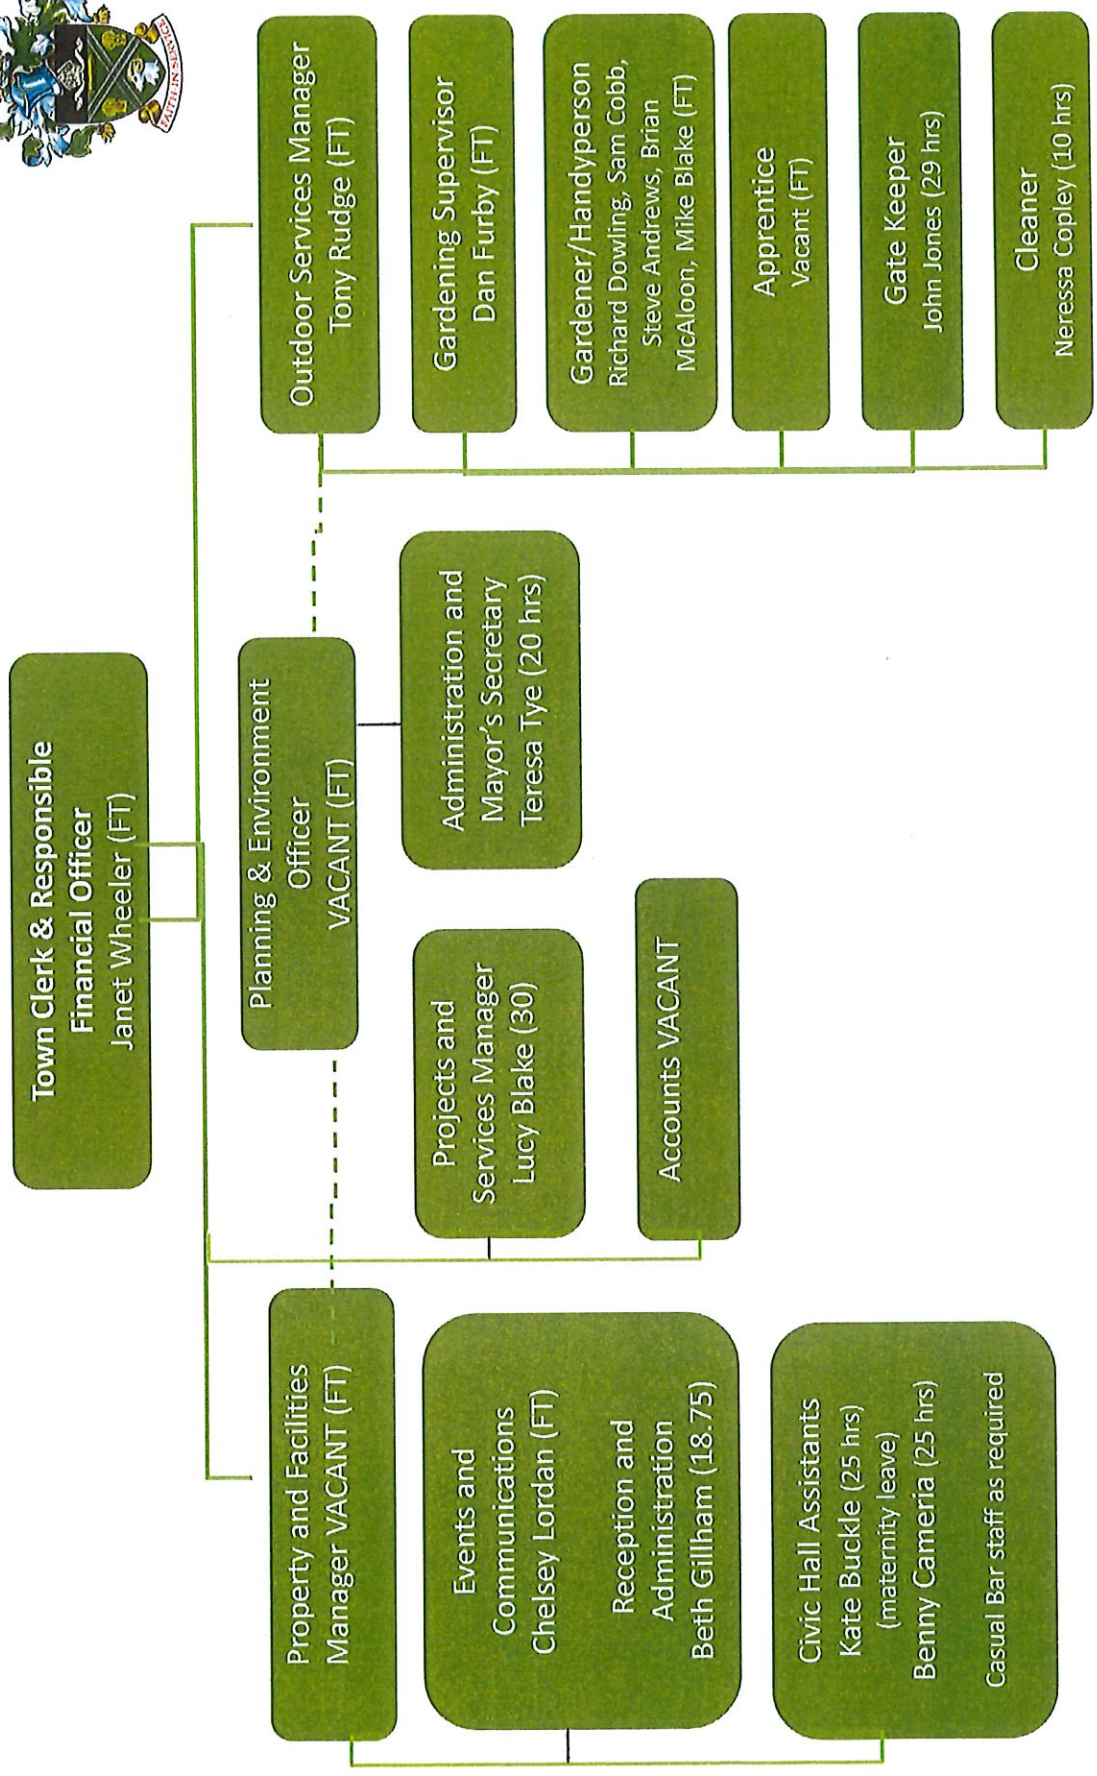 FAITH IN SERVICE
Town Clerk & Responsible
Financial Officer
Janet Wheeler (FT)
Property and Facilities
Manager VACANT (FT)
Events and
Communications
Chelsey Lordan (FT)
Reception and
Administration
Beth Gillham (18.75)
Civic Hall Assistants
Kate Buckle (25 hrs)
(maternity leave)
Benny Cameria (25 hrs)
Casual Bar staff as required
Projects and
Services Manager
Lucy Blake (30)
Accounts VACANT
Planning & Environment
Officer
VACANT (FT)
Administration and
Mayor's Secretary
Teresa Tye (20 hrs)
Outdoor Services Manager
Tony Rudge (FT)
Gardening Supervisor
Dan Furby (FT)
Gardener/Handyperson
Richard Dowling, Sam Cobb,
Steve Andrews, Brian
McAloon, Mike Blake (FT)
Apprentice
Vacant (FT)
Gate Keeper
John Jones (29 hrs)
Cleaner
Neressa Copley (10 hrs)